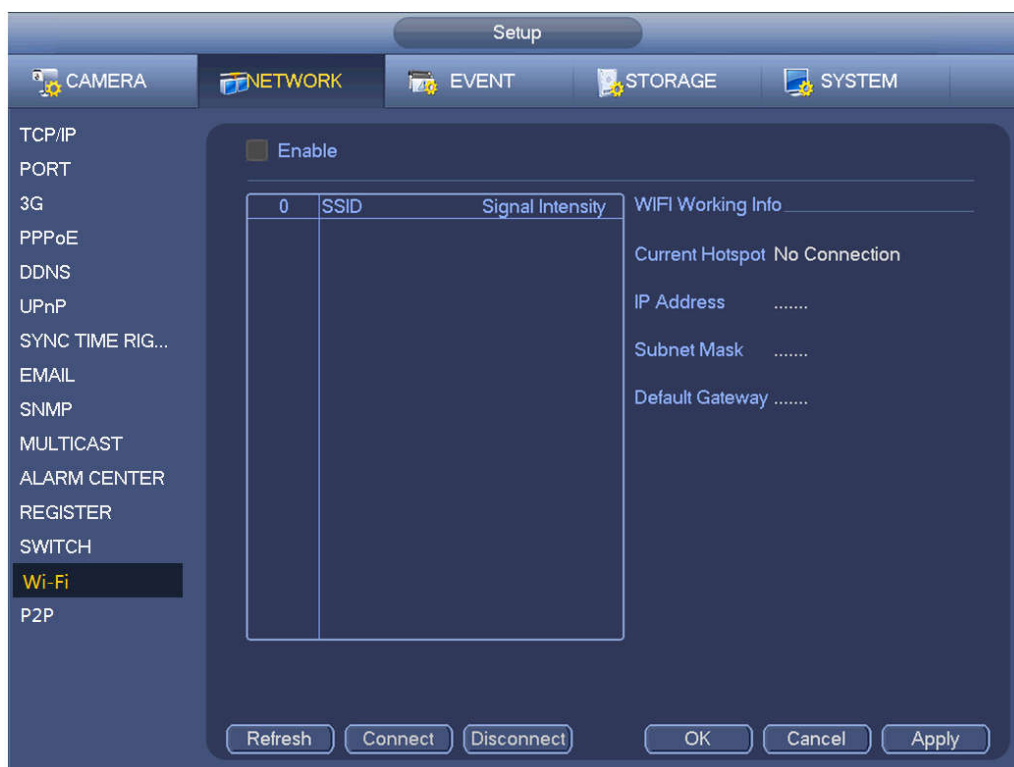 Setup
CAMERA NETWORK EVENT STORAGE SYSTEM
TCP/IP
PORT
3G
PPPoE
DDNS
UPnP
SYNC TIME RIG...
EMAIL
SNMP
MULTICAST
ALARM CENTER
REGISTER
SWITCH
Wi-Fi
P2P
Enable
0 SSID Signal Intensity
WIFI Working Info
Current Hotspot No Connection
IP Address .......
Subnet Mask .......
Default Gateway .......
Refresh Connect Disconnect OK Cancel Apply